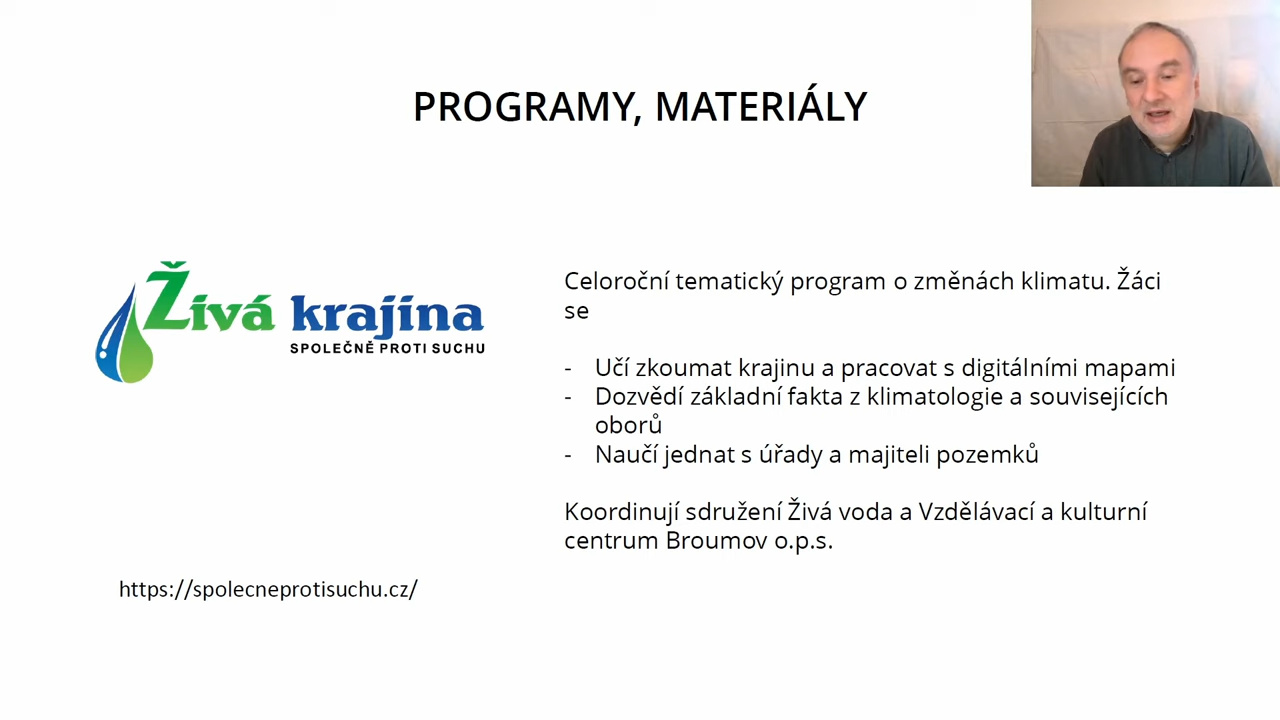 PROGRAMY, MATERIÁLY
Živá krajina
SPOLEČNĚ PROTI SUCHU
Celoroční tematický program o změnách klimatu. Žáci
se
- Učí zkoumat krajinu a pracovat s digitálními mapami
- Dozvědí základní fakta z klimatologie a souvisejících
oborů
- Naučí jednat s úřady a majiteli pozemků
Koordinují sdružení Živá voda a Vzdělávací a kulturní
centrum Broumov o.p.s.
https://spolecneprotisuchu.cz/